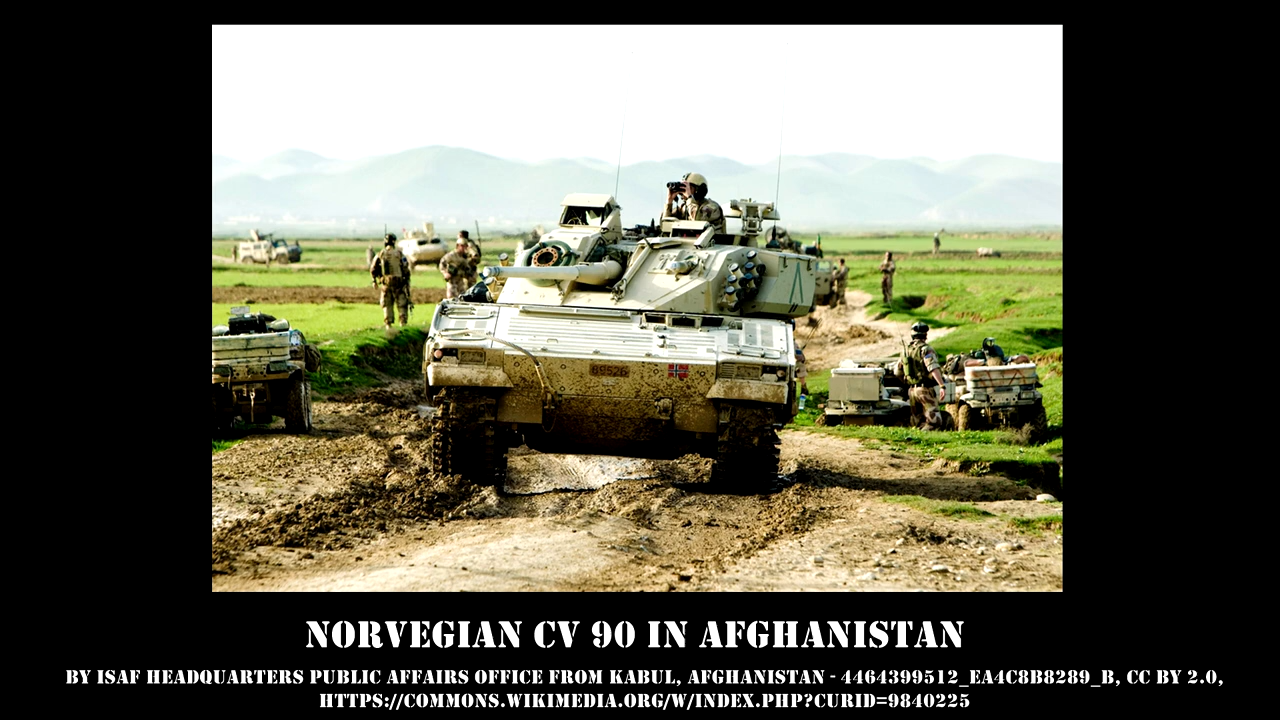 89526
NORVEGIAN CV 90 IN AFGHANISTAN
BY ISAF HEADQUARTERS PUBLIC AFFAIRS OFFICE FROM KABUL, AFGHANISTAN - 4464399512_EA4C8B8289_B, CC BY 2.0,
HTTPS://COMMONS.WIKIMEDIA.ORG/W/INDEX.PHP?CURID=9840225